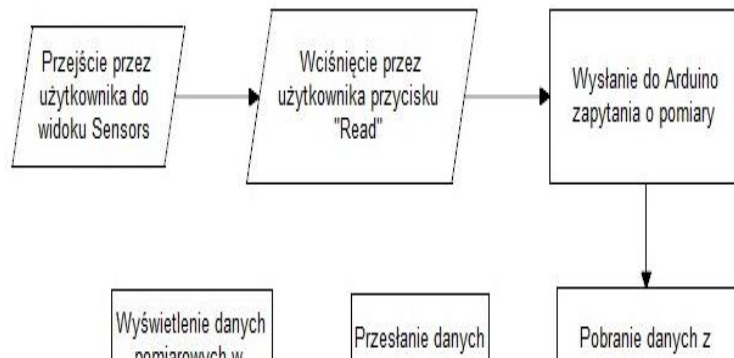 Przejście przez
użytkownika do
widoku Sensors
Wciśnięcie przez
użytkownika przycisku
"Read"
Wysłanie do Arduino
zapytania o pomiary
Wyświetlenie danych
pomiarowych w
Przesłanie danych
Pobranie danych z